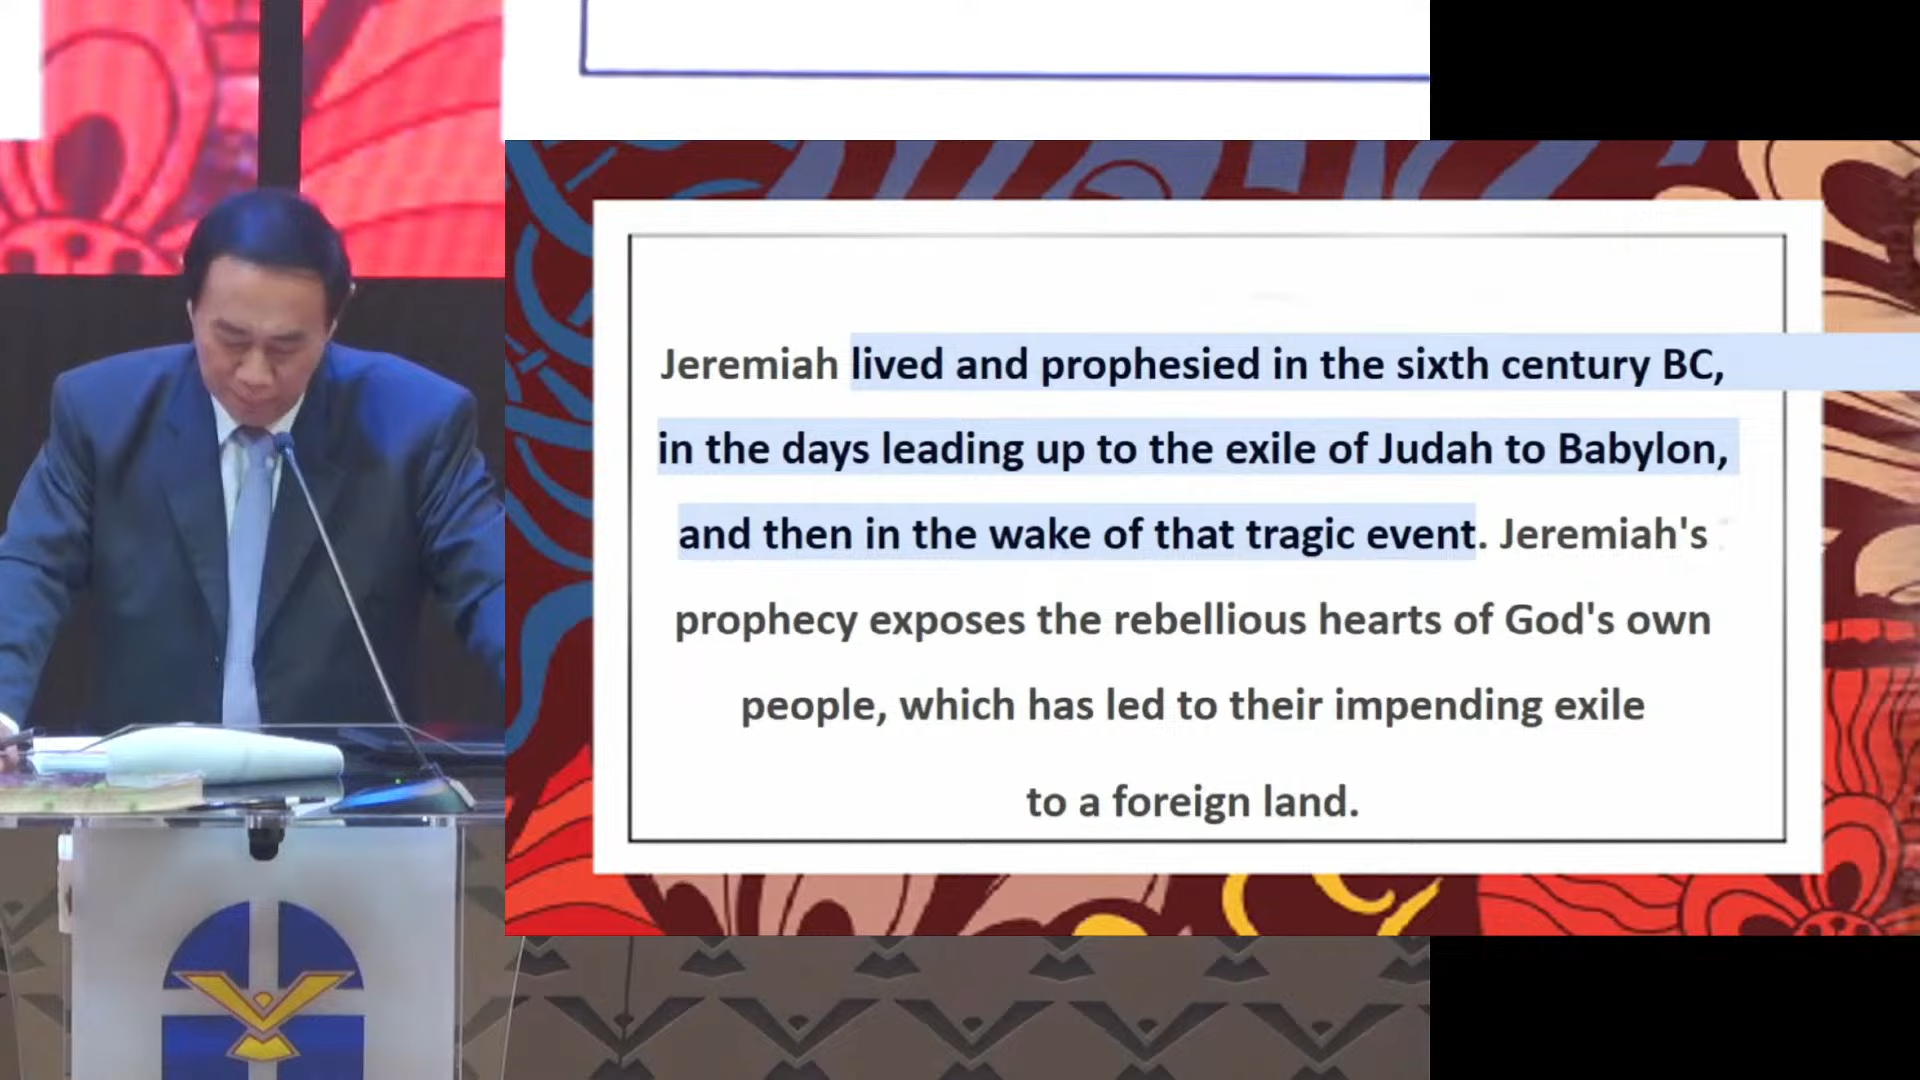 Jeremiah lived and prophesied in the sixth century BC,
in the days leading up to the exile of Judah to Babylon,
and then in the wake of that tragic event. Jeremiah's
prophecy exposes the rebellious hearts of God's own
people, which has led to their impending exile
to a foreign land.